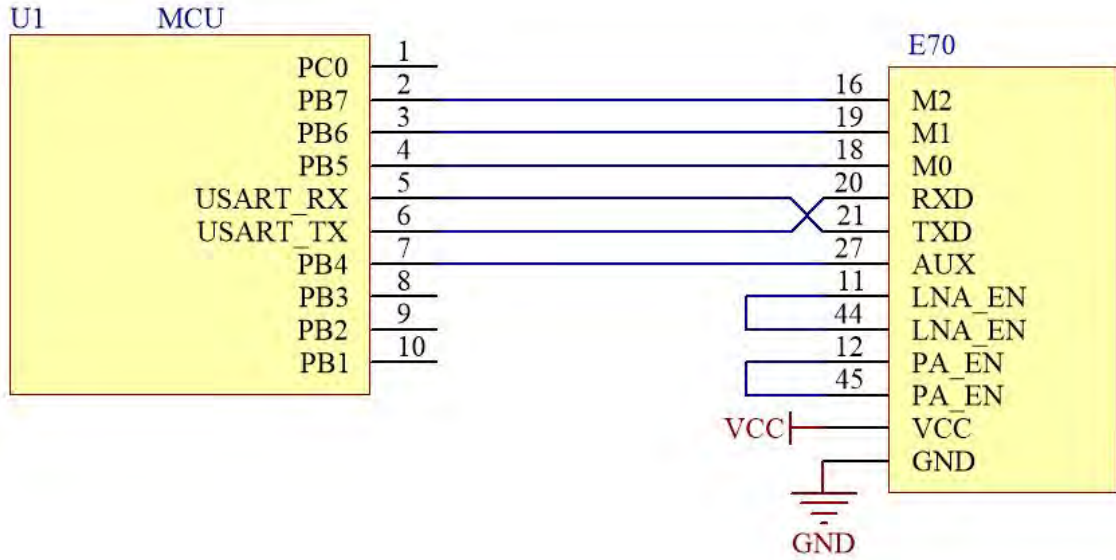 U1 MCU
PC0 1
PB7 2
PB6 3
PB5 4
USART_RX 5
USART_TX 6
PB4 7
PB3 8
PB2 9
PB1 10
E70
16 M2
19 M1
18 M0
20 RXD
21 TXD
27 AUX
11 LNA_EN
44 LNA_EN
12 PA_EN
45 PA_EN
VCC VCC
GND
GND